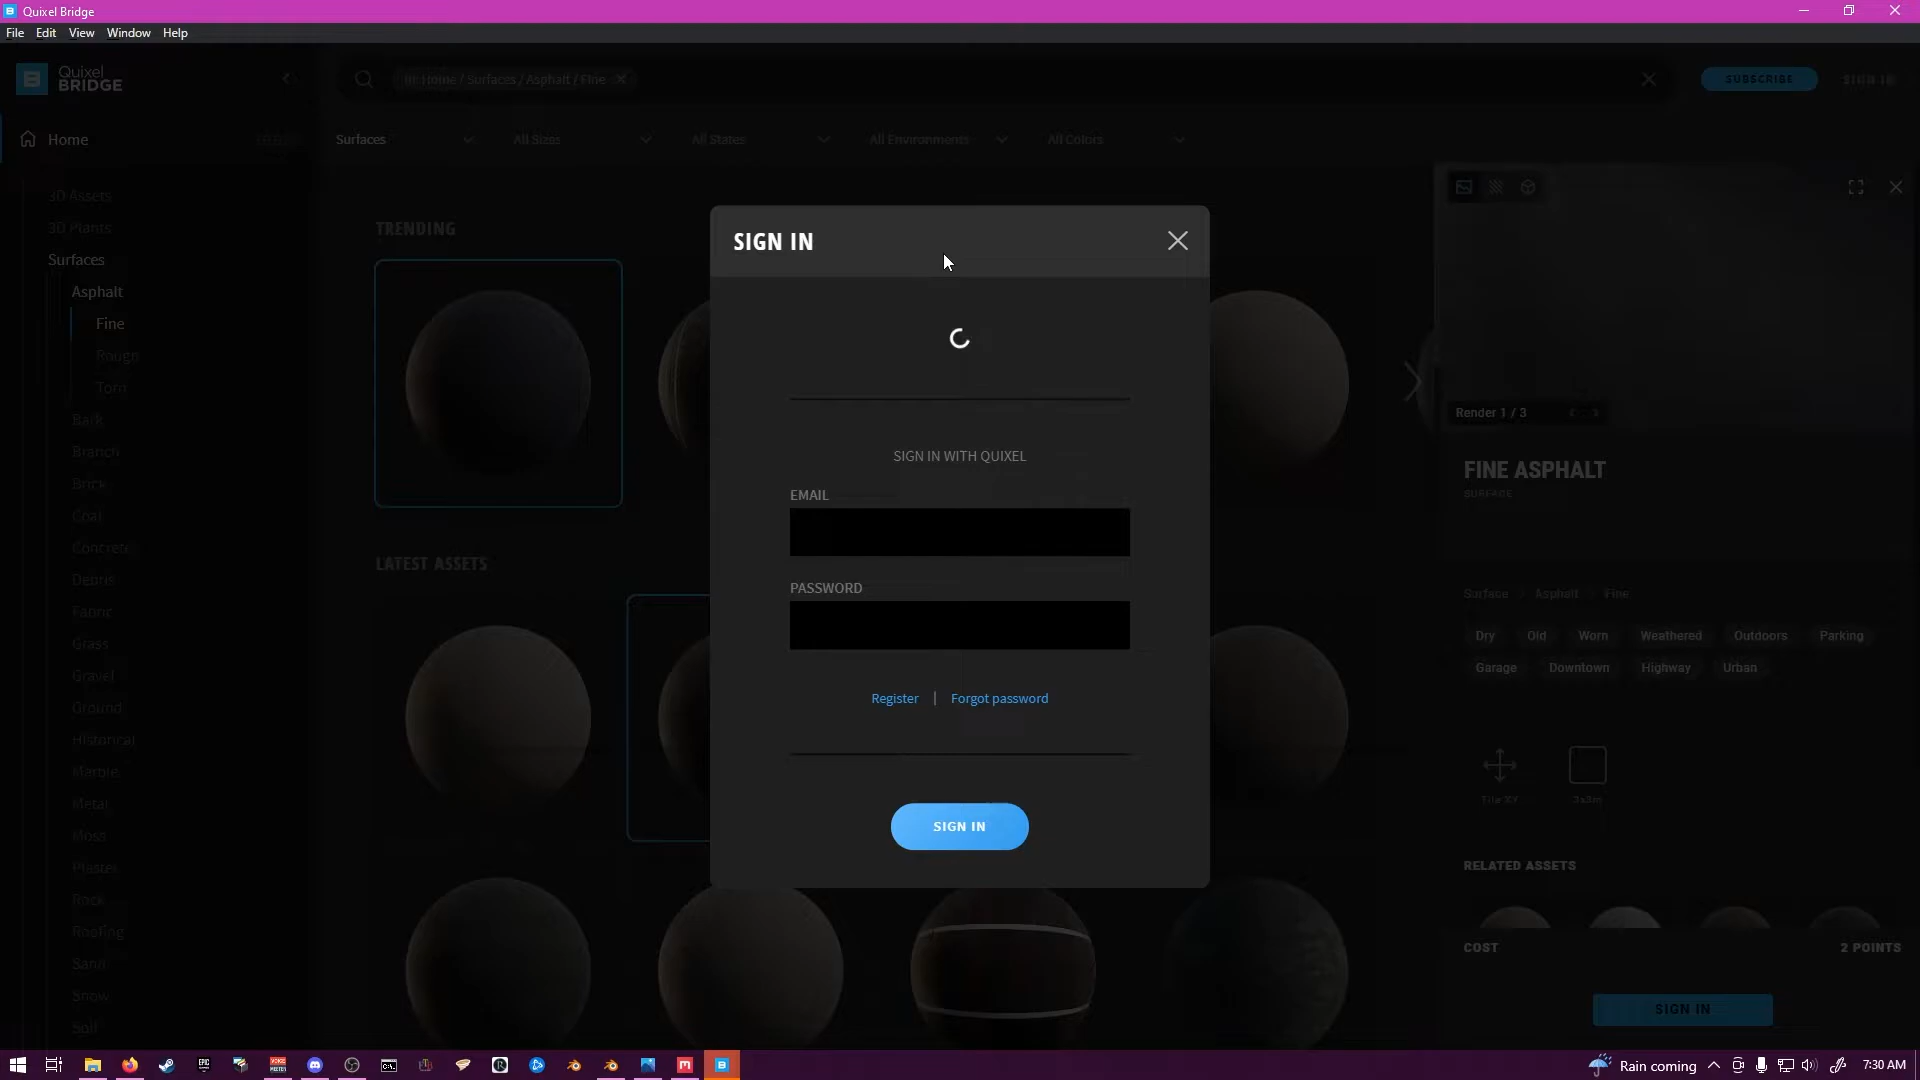 Quixel Bridge
File Edit View Window Help
Quixel
BRIDGE
in: Home / Surfaces / Asphalt / Fine
SUBSCRIBE
SIGN IN
Home
Surfaces
All Sizes
All States
All Environments
All Colors
3D Assets
3D Plants
Surfaces
Asphalt
Fine
Rough
Torn
Bark
Branch
Brick
Coal
Concrete
Debris
Fabric
Grass
Gravel
Ground
Historical
Marble
Metal
Moss
Plaster
Rock
Roofing
Sand
Snow
Soil
TRENDING
LATEST ASSETS
SIGN IN
SIGN IN WITH QUIXEL
EMAIL
PASSWORD
Register | Forgot password
SIGN IN
Render 1 / 3
FINE ASPHALT
SURFACE
Surface > Asphalt > Fine
Dry Old Worn Weathered Outdoors Parking
Garage Downtown Highway Urban
Tile XY
RELATED ASSETS
COST
2 POINTS
SIGN IN
Rain coming
7:30 AM